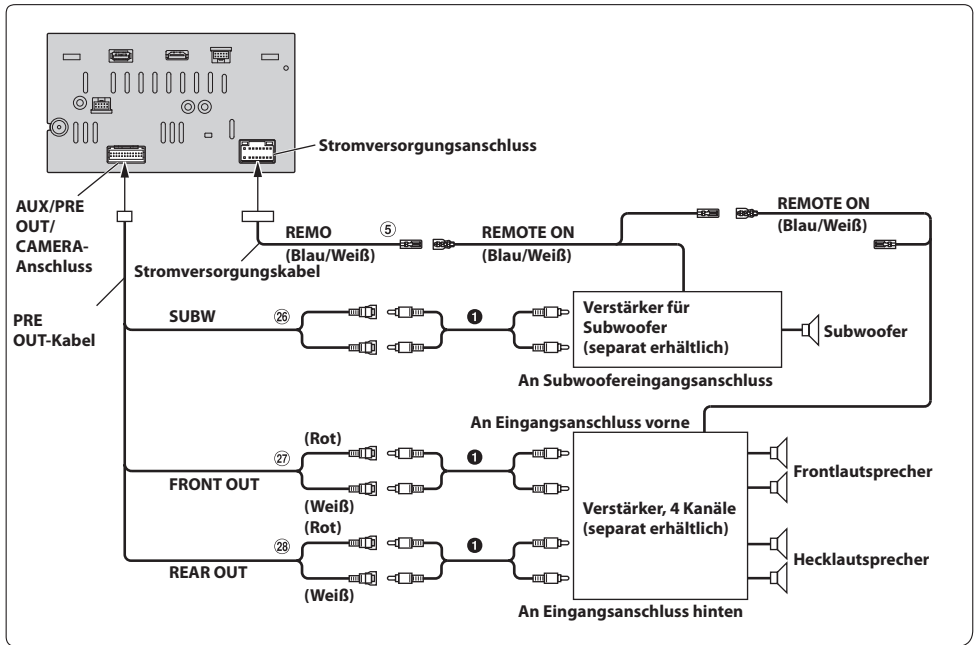 Stromversorgungsanschluss
AUX/PRE
OUT/
CAMERA-
Anschluss
REMO
(Blau/Weiß)
⑤
REMOTE ON
(Blau/Weiß)
REMOTE ON
(Blau/Weiß)
Stromversorgungskabel
PRE
OUT-Kabel
SUBW
㉖
❶
Verstärker für
Subwoofer
(separat erhältlich)
Subwoofer
An Subwoofereingangsanschluss
An Eingangsanschluss vorne
(Rot)
㉗
❶
FRONT OUT
(Weiß)
Frontlautsprecher
Verstärker, 4 Kanäle
(separat erhältlich)
(Rot)
㉘
❶
REAR OUT
(Weiß)
Hecklautsprecher
An Eingangsanschluss hinten